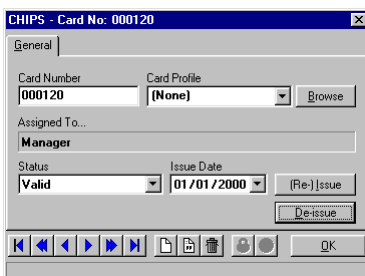 CHIPS - Card No: 000120
General
Card Number Card Profile
000120 (None) Browse
Assigned To...
Manager
Status Issue Date
Valid 01/01/2000 (Re-)Issue
De-issue
OK